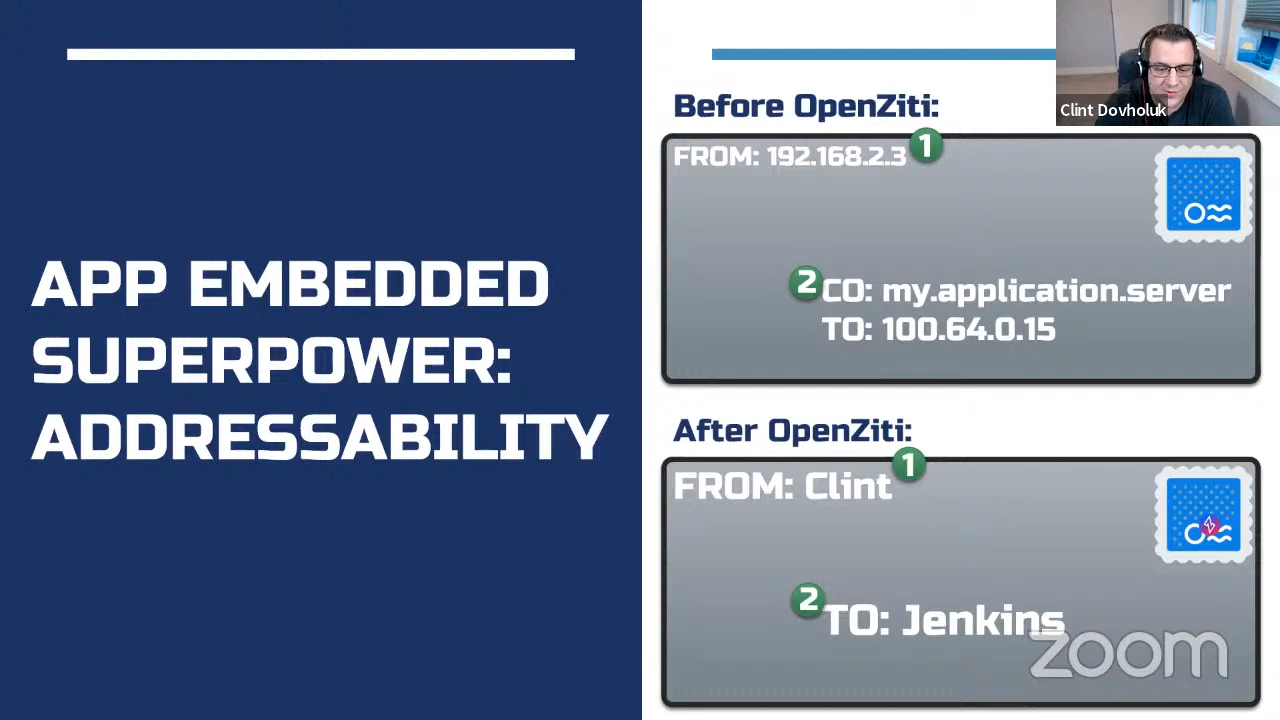 APP EMBEDDED
SUPERPOWER:
ADDRESSABILITY
Before OpenZiti:
Clint Dovholuk
FROM: 192.168.2.3
1
2
CO: my.application.server
TO: 100.64.0.15
After OpenZiti:
FROM: Clint
1
2
TO: Jenkins
zoom